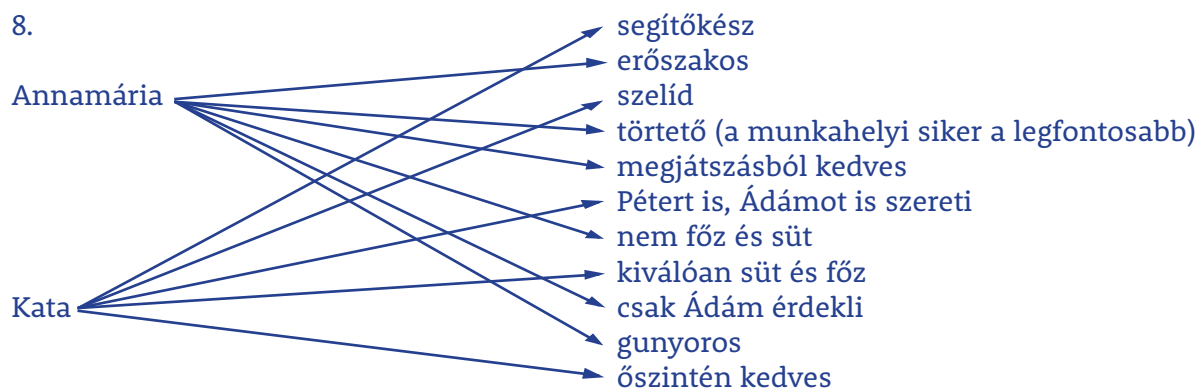 8.
segítőkész
erőszakos
Annamária
szelíd
törtető (a munkahelyi siker a legfontosabb)
megjátszásból kedves
Pétert is, Ádámot is szereti
nem főz és süt
kiválóan süt és főz
Kata
csak Ádám érdekli
gunyoros
őszintén kedves